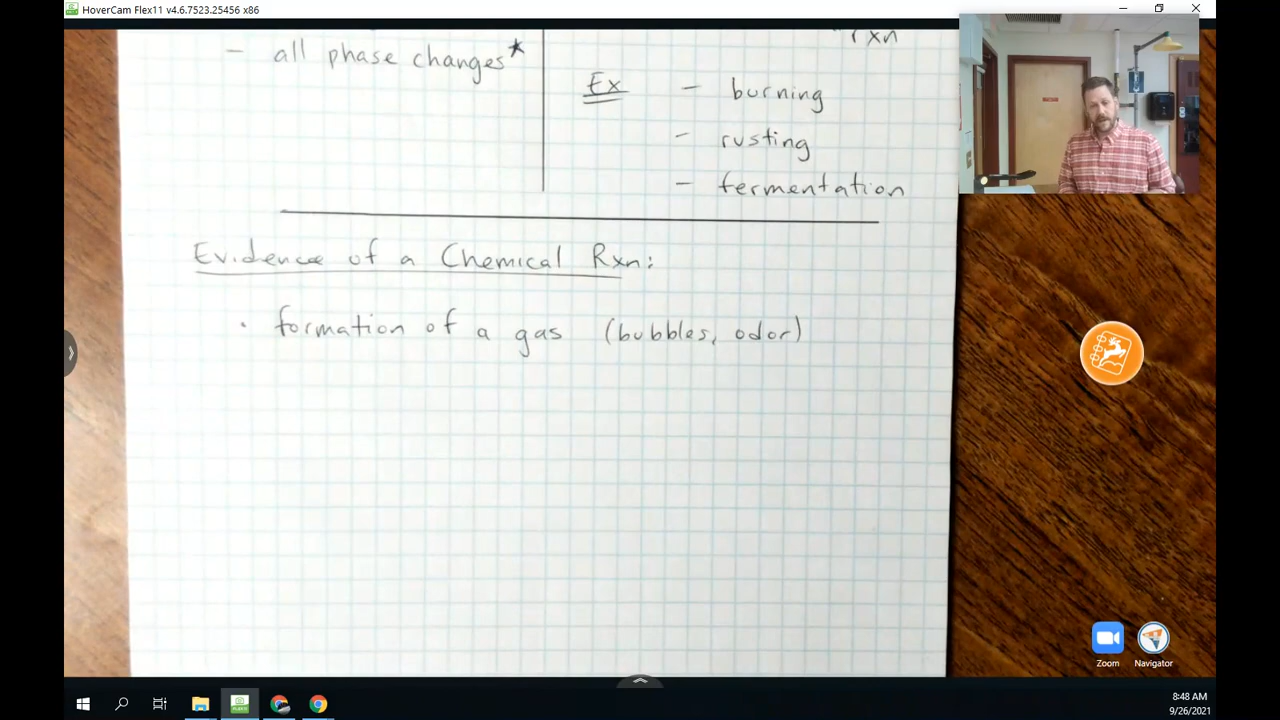 HoverCam Flex11 v4.6.7523.25456 x86
- all phase changes*
rxn
Ex - burning
- rusting
- fermentation
Evidence of a Chemical Rxn:
• formation of a gas (bubbles, odor)
Zoom
Navigator
8:48 AM
9/26/2021